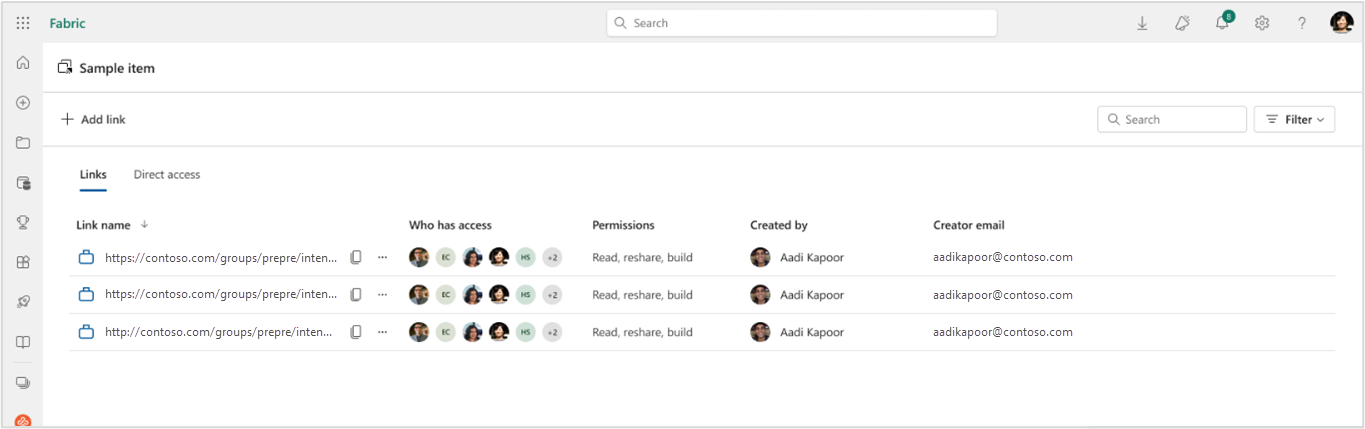 Fabric
Search
8
?
Sample item
+ Add link
Search
Filter
Links Direct access
Link name ↓ Who has access Permissions Created by Creator email
https://contoso.com/groups/prepre/inten... ... EC HS +2 Read, reshare, build Aadi Kapoor aadikapoor@contoso.com
https://contoso.com/groups/prepre/inten... ... EC HS +2 Read, reshare, build Aadi Kapoor aadikapoor@contoso.com
http://contoso.com/groups/prepre/inten... ... EC HS +2 Read, reshare, build Aadi Kapoor aadikapoor@contoso.com